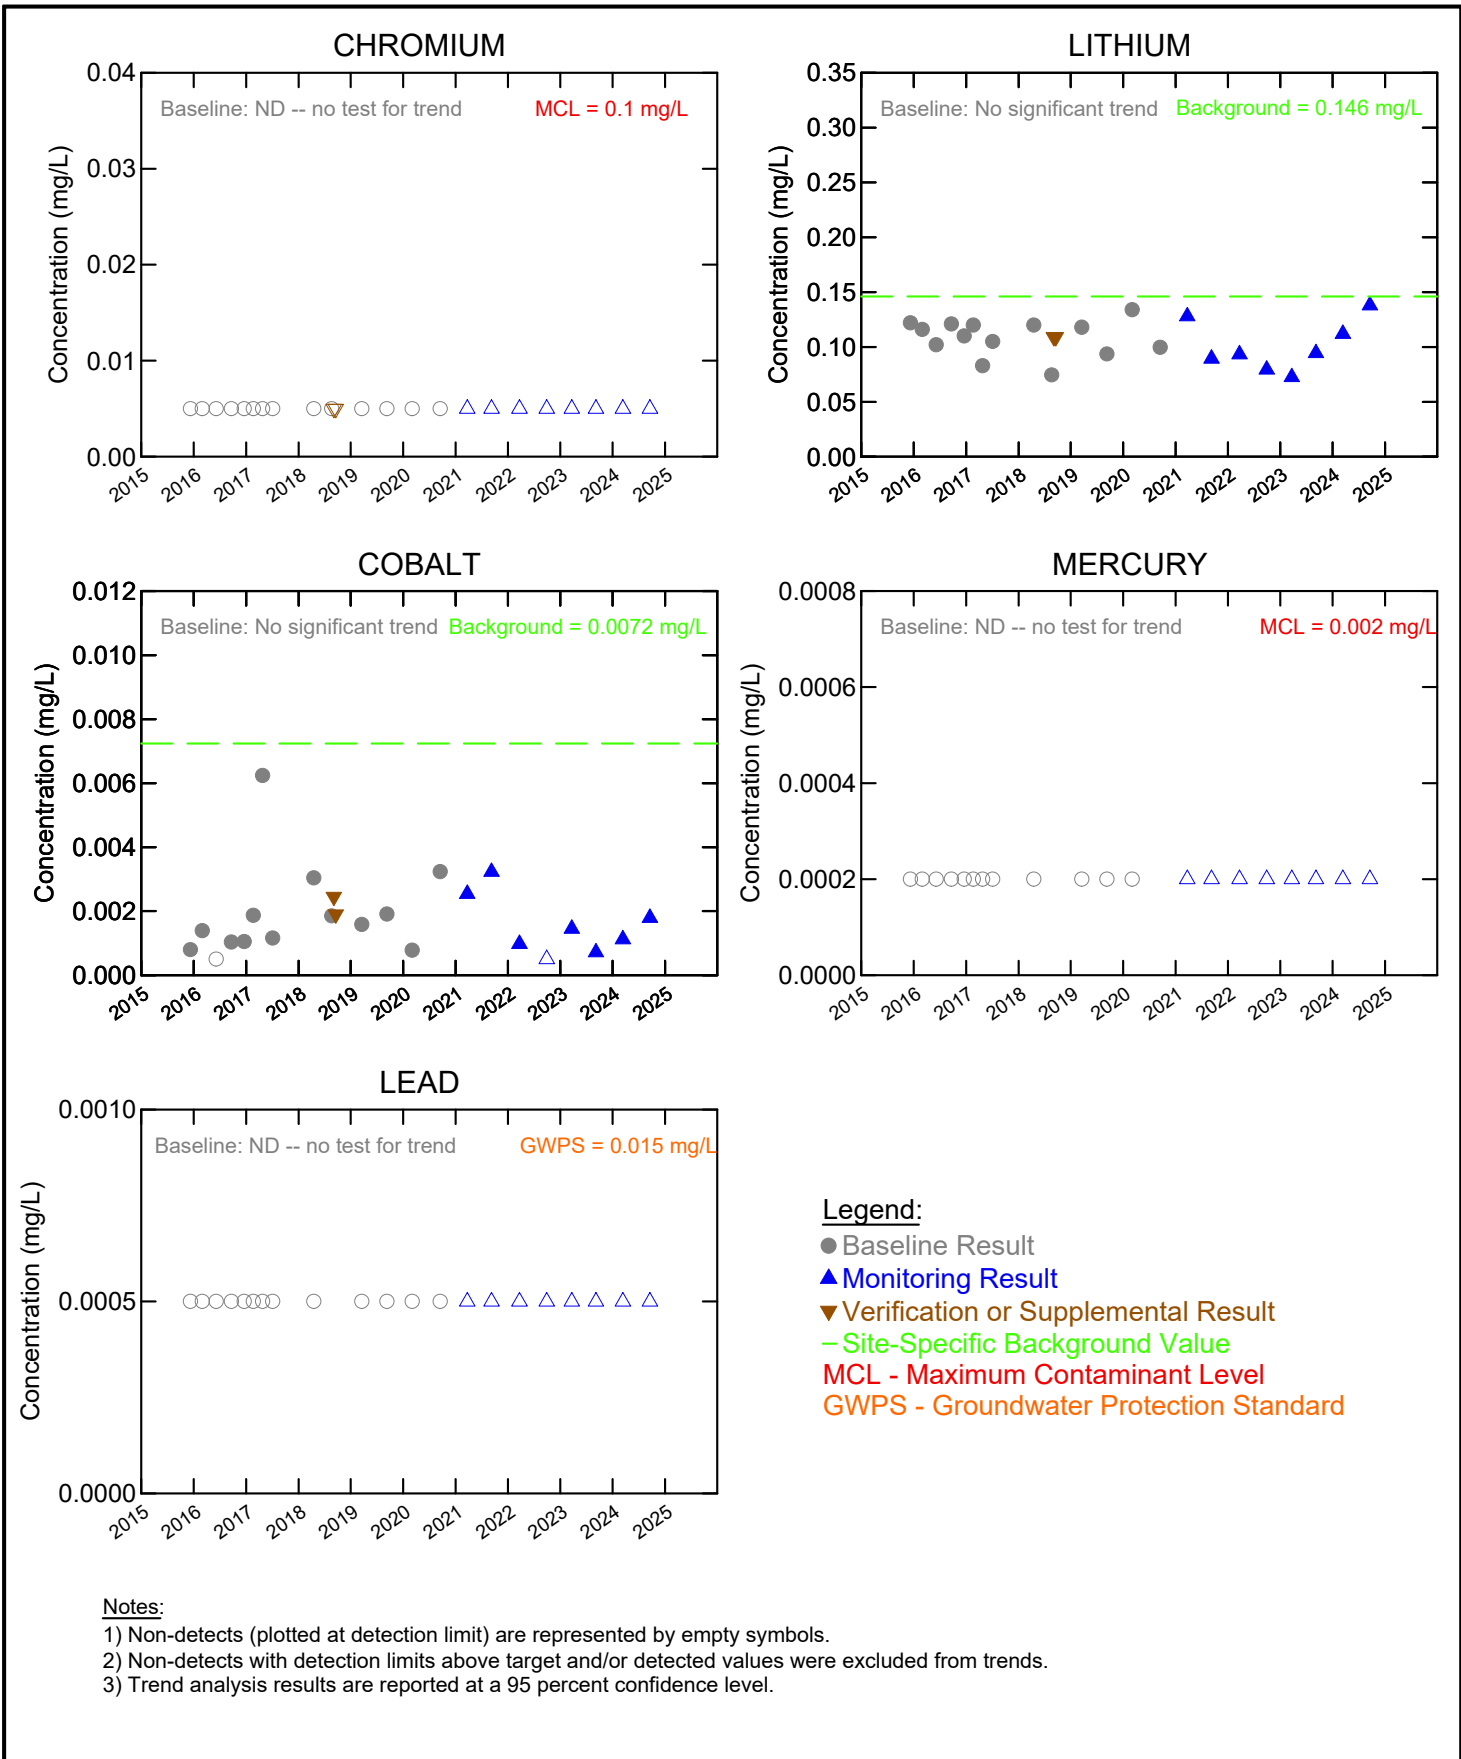 CHROMIUM
Concentration (mg/L)
0.04
0.03
0.02
0.01
0.00
Baseline: ND -- no test for trend
MCL = 0.1 mg/L
2015 2016 2017 2018 2019 2020 2021 2022 2023 2024 2025
LITHIUM
Concentration (mg/L)
0.35
0.30
0.25
0.20
0.15
0.10
0.05
0.00
Baseline: No significant trend
Background = 0.146 mg/L
2015 2016 2017 2018 2019 2020 2021 2022 2023 2024 2025
COBALT
Concentration (mg/L)
0.012
0.010
0.008
0.006
0.004
0.002
0.000
Baseline: No significant trend
Background = 0.0072 mg/L
2015 2016 2017 2018 2019 2020 2021 2022 2023 2024 2025
MERCURY
Concentration (mg/L)
0.0008
0.0006
0.0004
0.0002
0.0000
Baseline: ND -- no test for trend
MCL = 0.002 mg/L
2015 2016 2017 2018 2019 2020 2021 2022 2023 2024 2025
LEAD
Concentration (mg/L)
0.0010
0.0005
0.0000
Baseline: ND -- no test for trend
GWPS = 0.015 mg/L
2015 2016 2017 2018 2019 2020 2021 2022 2023 2024 2025
Legend:
Baseline Result
Monitoring Result
Verification or Supplemental Result
Site-Specific Background Value
MCL - Maximum Contaminant Level
GWPS - Groundwater Protection Standard
Notes:
1) Non-detects (plotted at detection limit) are represented by empty symbols.
2) Non-detects with detection limits above target and/or detected values were excluded from trends.
3) Trend analysis results are reported at a 95 percent confidence level.